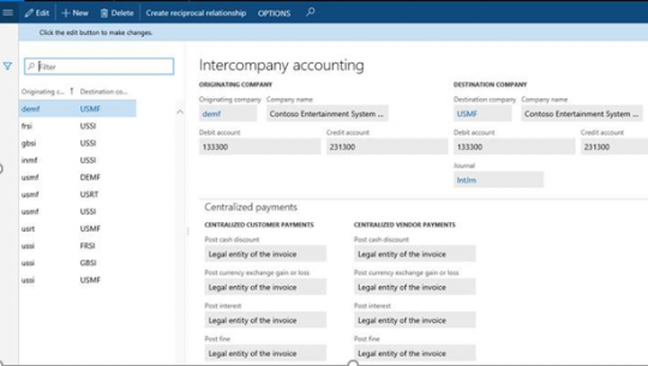 Edit + New Delete Create reciprocal relationship OPTIONS
Click the edit button to make changes.
Filter
Originating c... ↑ Destination co...
demf USMF
frsi USSI
gbsi USSI
inmf USSI
usmf DEMF
usmf USRT
usmf USSI
usrt USMF
ussi FRSI
ussi GBSI
ussi USMF
Intercompany accounting
ORIGINATING COMPANY DESTINATION COMPANY
Originating company Company name Destination company Company name
demf Contoso Entertainment System ... USMF Contoso Entertainment System ...
Debit account Credit account Debit account Credit account
133300 231300 133300 231300
Journal
IntJrn
Centralized payments
CENTRALIZED CUSTOMER PAYMENTS CENTRALIZED VENDOR PAYMENTS
Post cash discount Post cash discount
Legal entity of the invoice Legal entity of the invoice
Post currency exchange gain or loss Post currency exchange gain or loss
Legal entity of the invoice Legal entity of the invoice
Post interest Post interest
Legal entity of the invoice Legal entity of the invoice
Post fine Post fine
Legal entity of the invoice Legal entity of the invoice